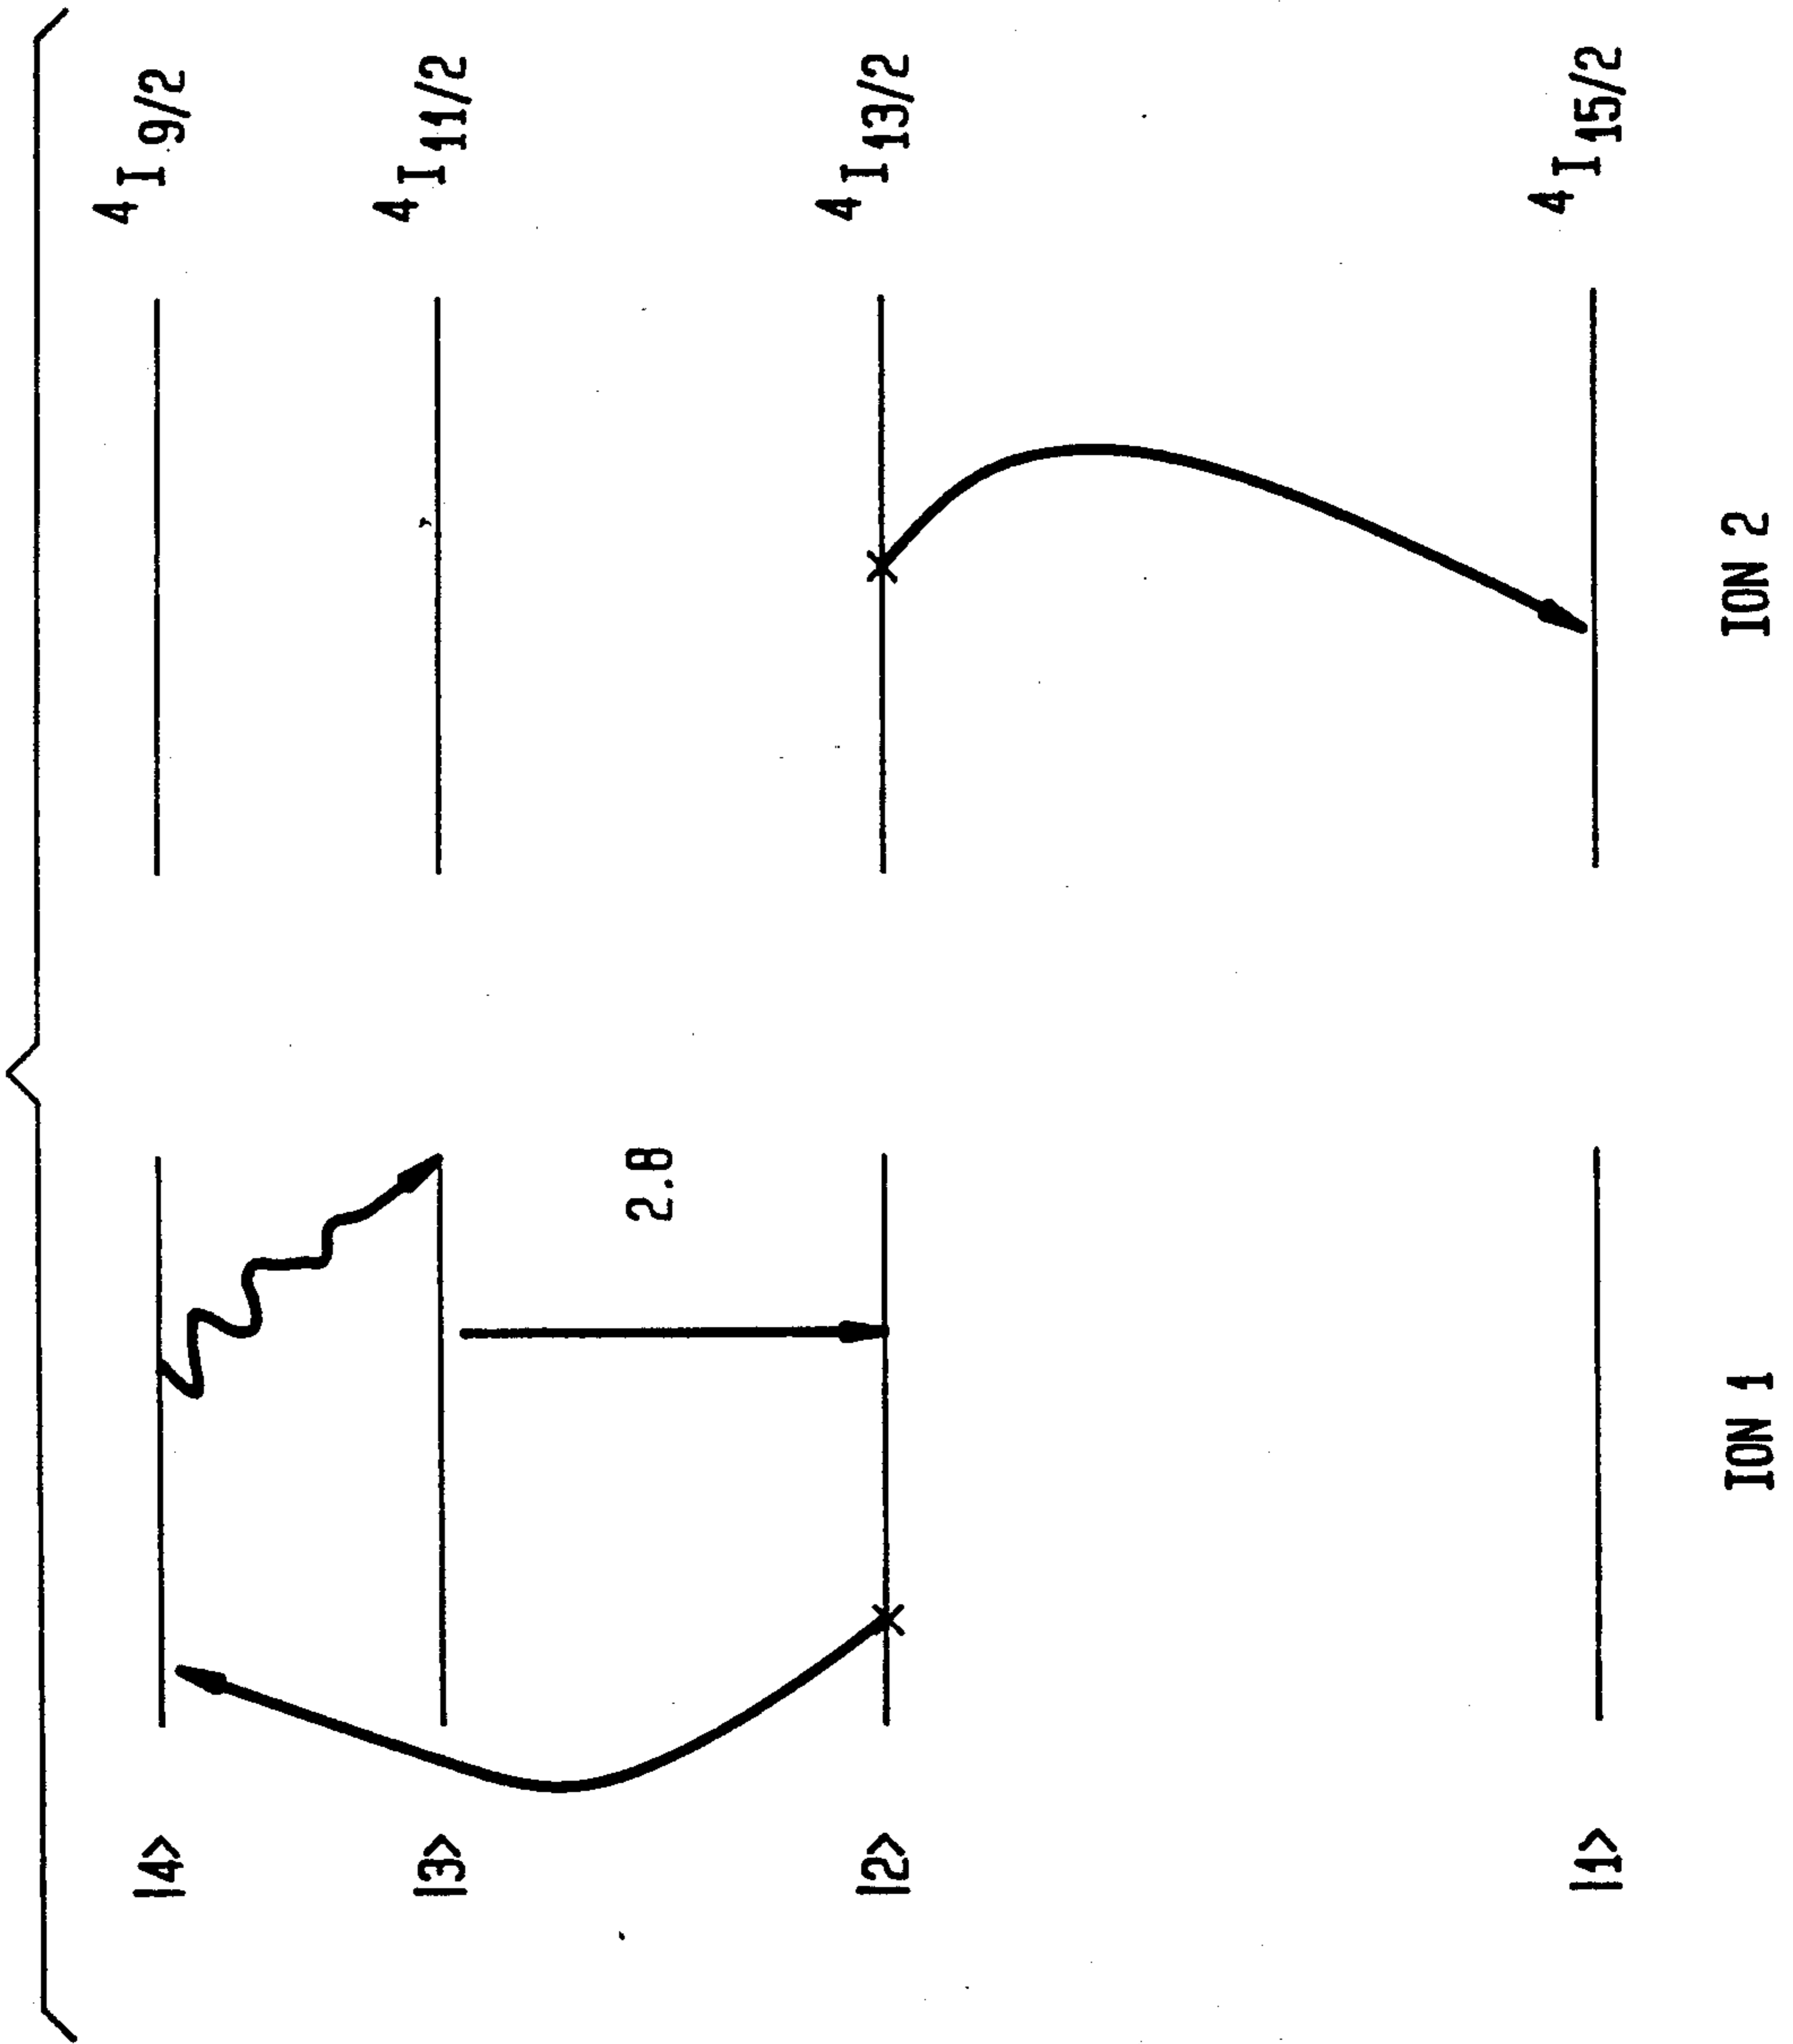 |4>
4I9/2
|3>
4I11/2
2.8
|2>
4I13/2
|1>
4I15/2
ION 1
ION 2